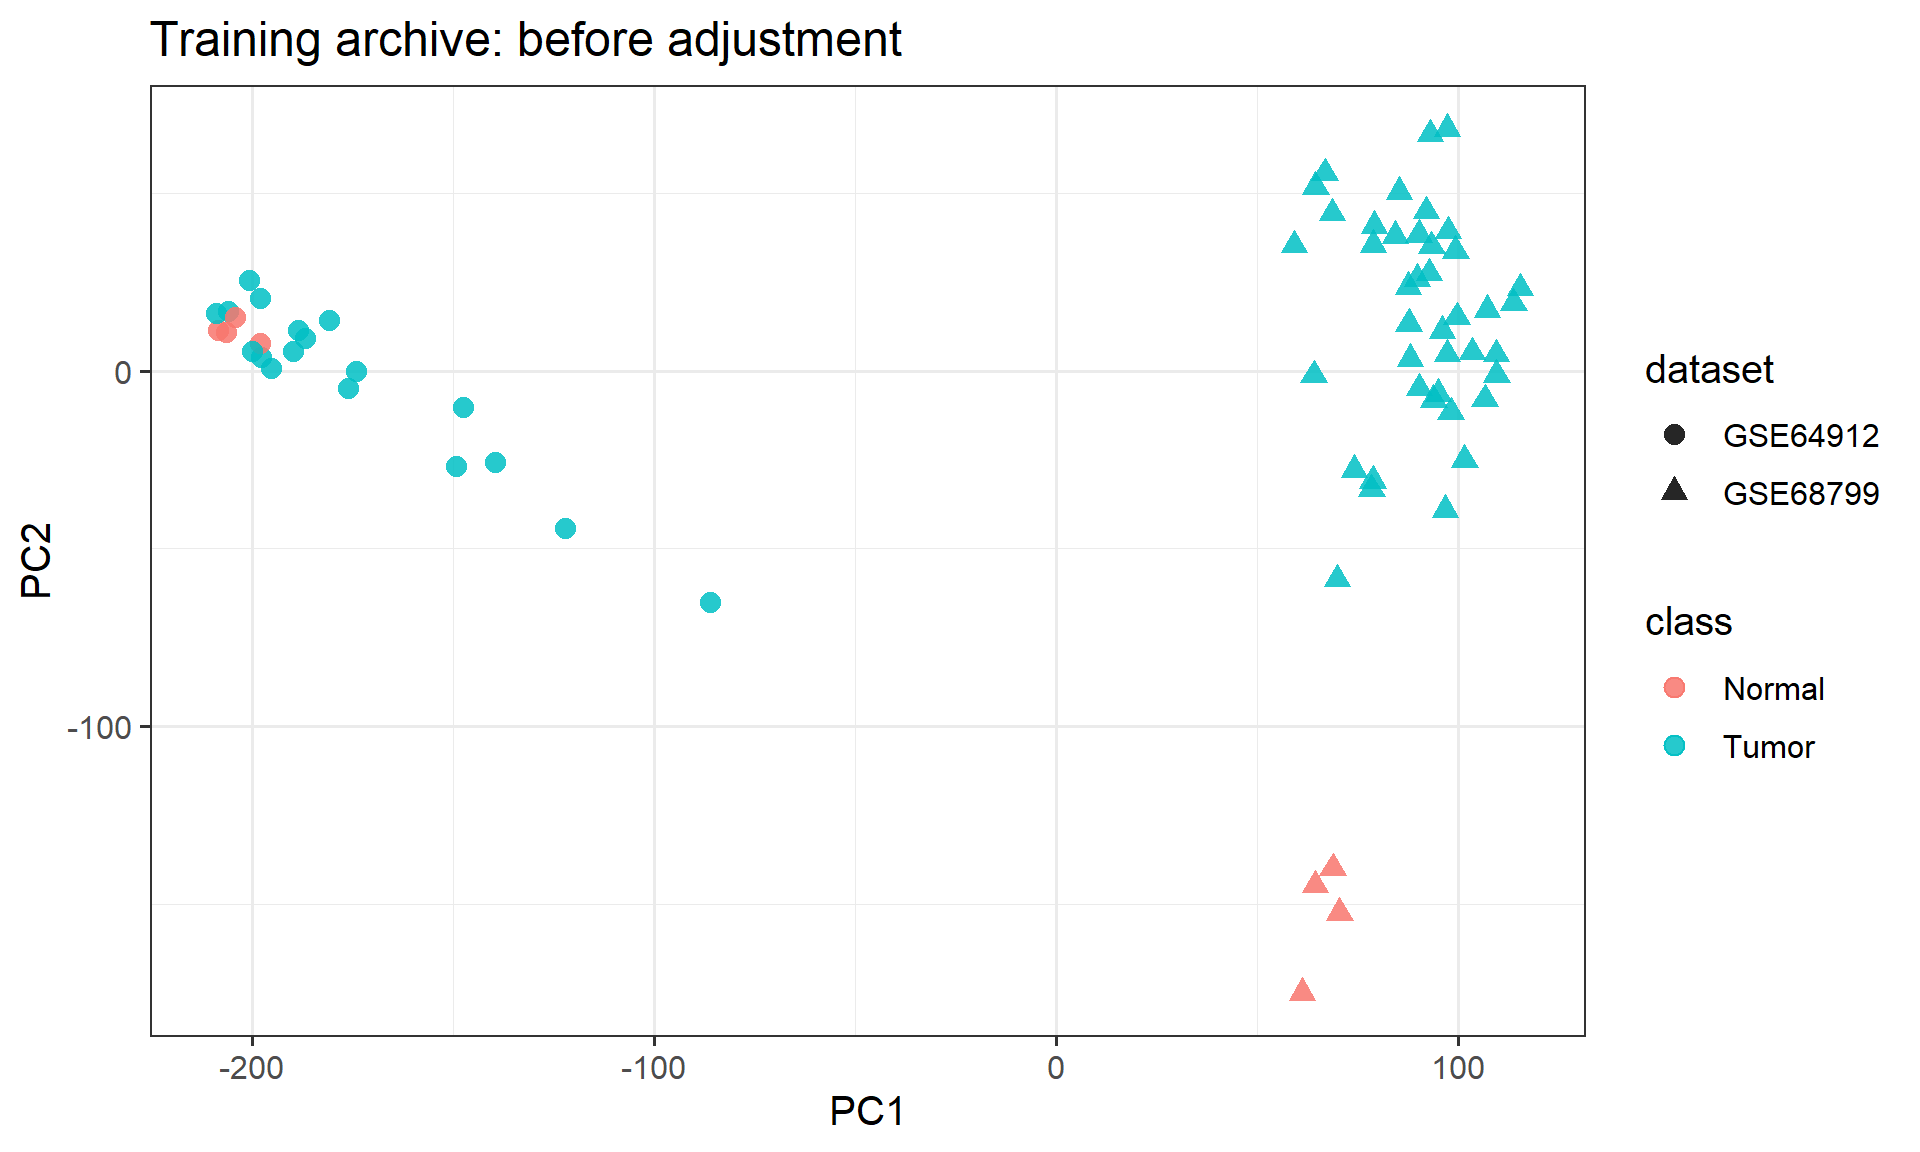 Training archive: before adjustment
0
-100
-200
-100
0
100
PC1
PC2
dataset
GSE64912
GSE68799
class
Normal
Tumor